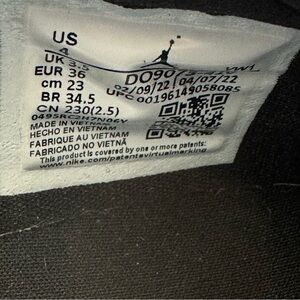 US 4
UK 3.5
EUR 36
cm 23
BR 34.5
CN 230(2.5)
02/09/22 04/07/22
UPC 00196149058085
MADE IN VIETNAM
HECHO EN VIETNAM
FABRIQUE AU VIETNAM
FABRICADO NO VIETNÃ
This product is covered by one or more patents:
www.nike.com/patentsvirtualmarking